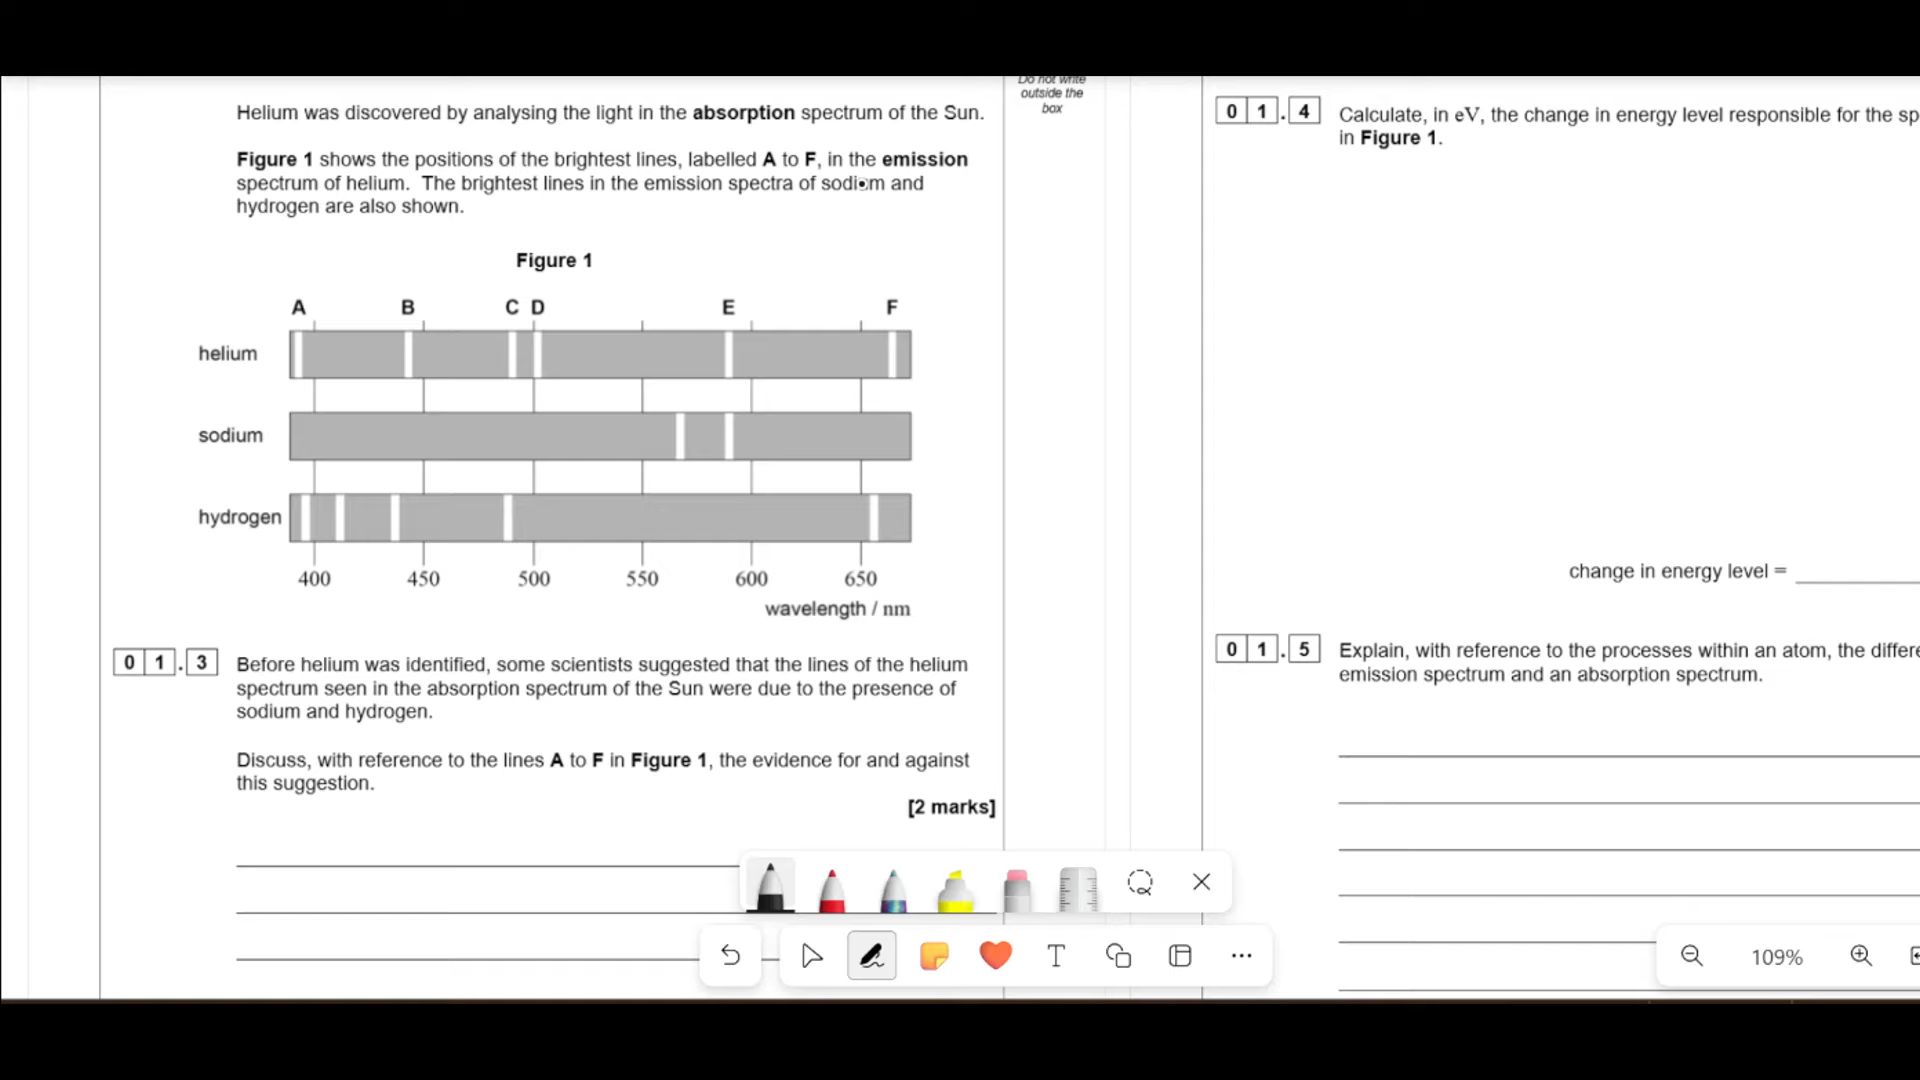 Do not write
outside the
box
Helium was discovered by analysing the light in the absorption spectrum of the Sun.
Figure 1 shows the positions of the brightest lines, labelled A to F, in the emission
spectrum of helium. The brightest lines in the emission spectra of sodium and
hydrogen are also shown.
Figure 1
A B C D E F
helium
sodium
hydrogen
400 450 500 550 600 650
wavelength / nm
0 1 . 3 Before helium was identified, some scientists suggested that the lines of the helium
spectrum seen in the absorption spectrum of the Sun were due to the presence of
sodium and hydrogen.
Discuss, with reference to the lines A to F in Figure 1, the evidence for and against
this suggestion.
[2 marks]
0 1 . 4 Calculate, in eV, the change in energy level responsible for the
in Figure 1.
change in energy level =
0 1 . 5 Explain, with reference to the processes within an atom, the
emission spectrum and an absorption spectrum.
T
109%